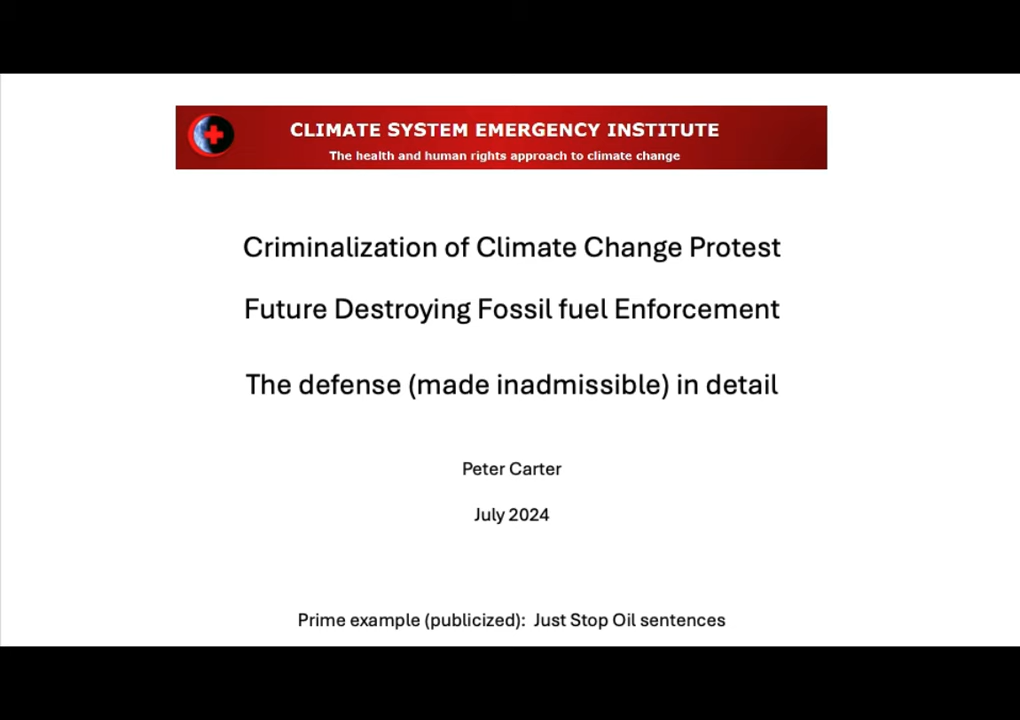 CLIMATE SYSTEM EMERGENCY INSTITUTE
The health and human rights approach to climate change
Criminalization of Climate Change Protest
Future Destroying Fossil fuel Enforcement
The defense (made inadmissible) in detail
Peter Carter
July 2024
Prime example (publicized): Just Stop Oil sentences